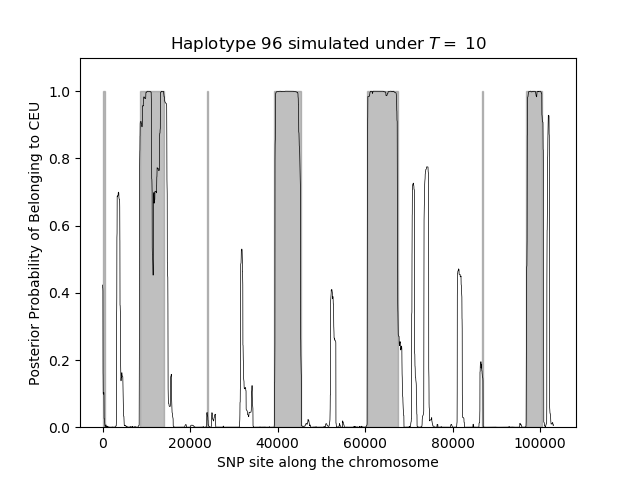 Haplotype 96 simulated under T = 10
Posterior Probability of Belonging to CEU
1.0
0.8
0.6
0.4
0.2
0.0
0 20000 40000 60000 80000 100000
SNP site along the chromosome